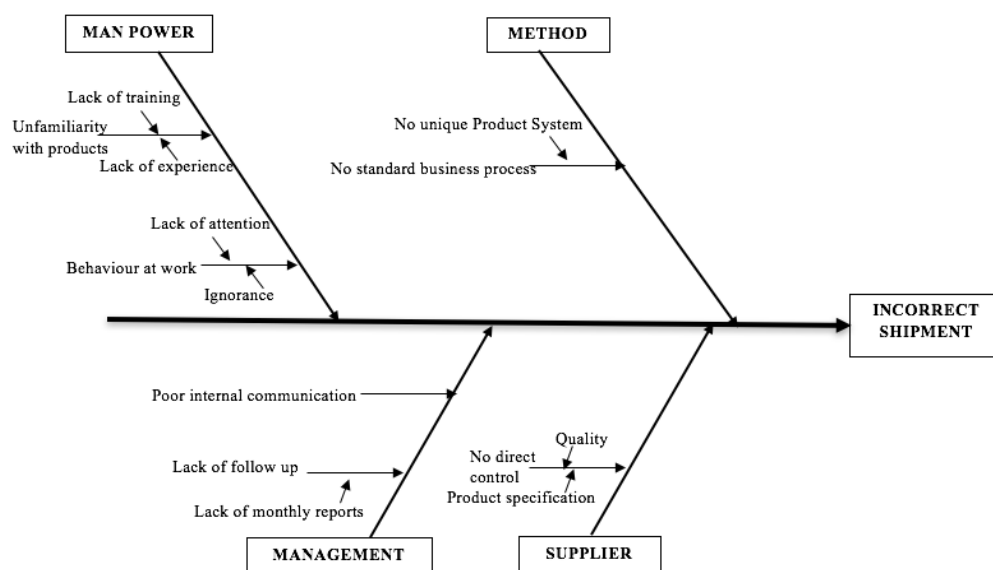 MAN POWER
METHOD
Lack of training
Unfamiliarity
with products
Lack of experience
No unique Product System
No standard business process
Lack of attention
Behaviour at work
Ignorance
INCORRECT
SHIPMENT
Poor internal communication
Lack of follow up
Lack of monthly reports
Quality
No direct
control
Product specification
MANAGEMENT
SUPPLIER